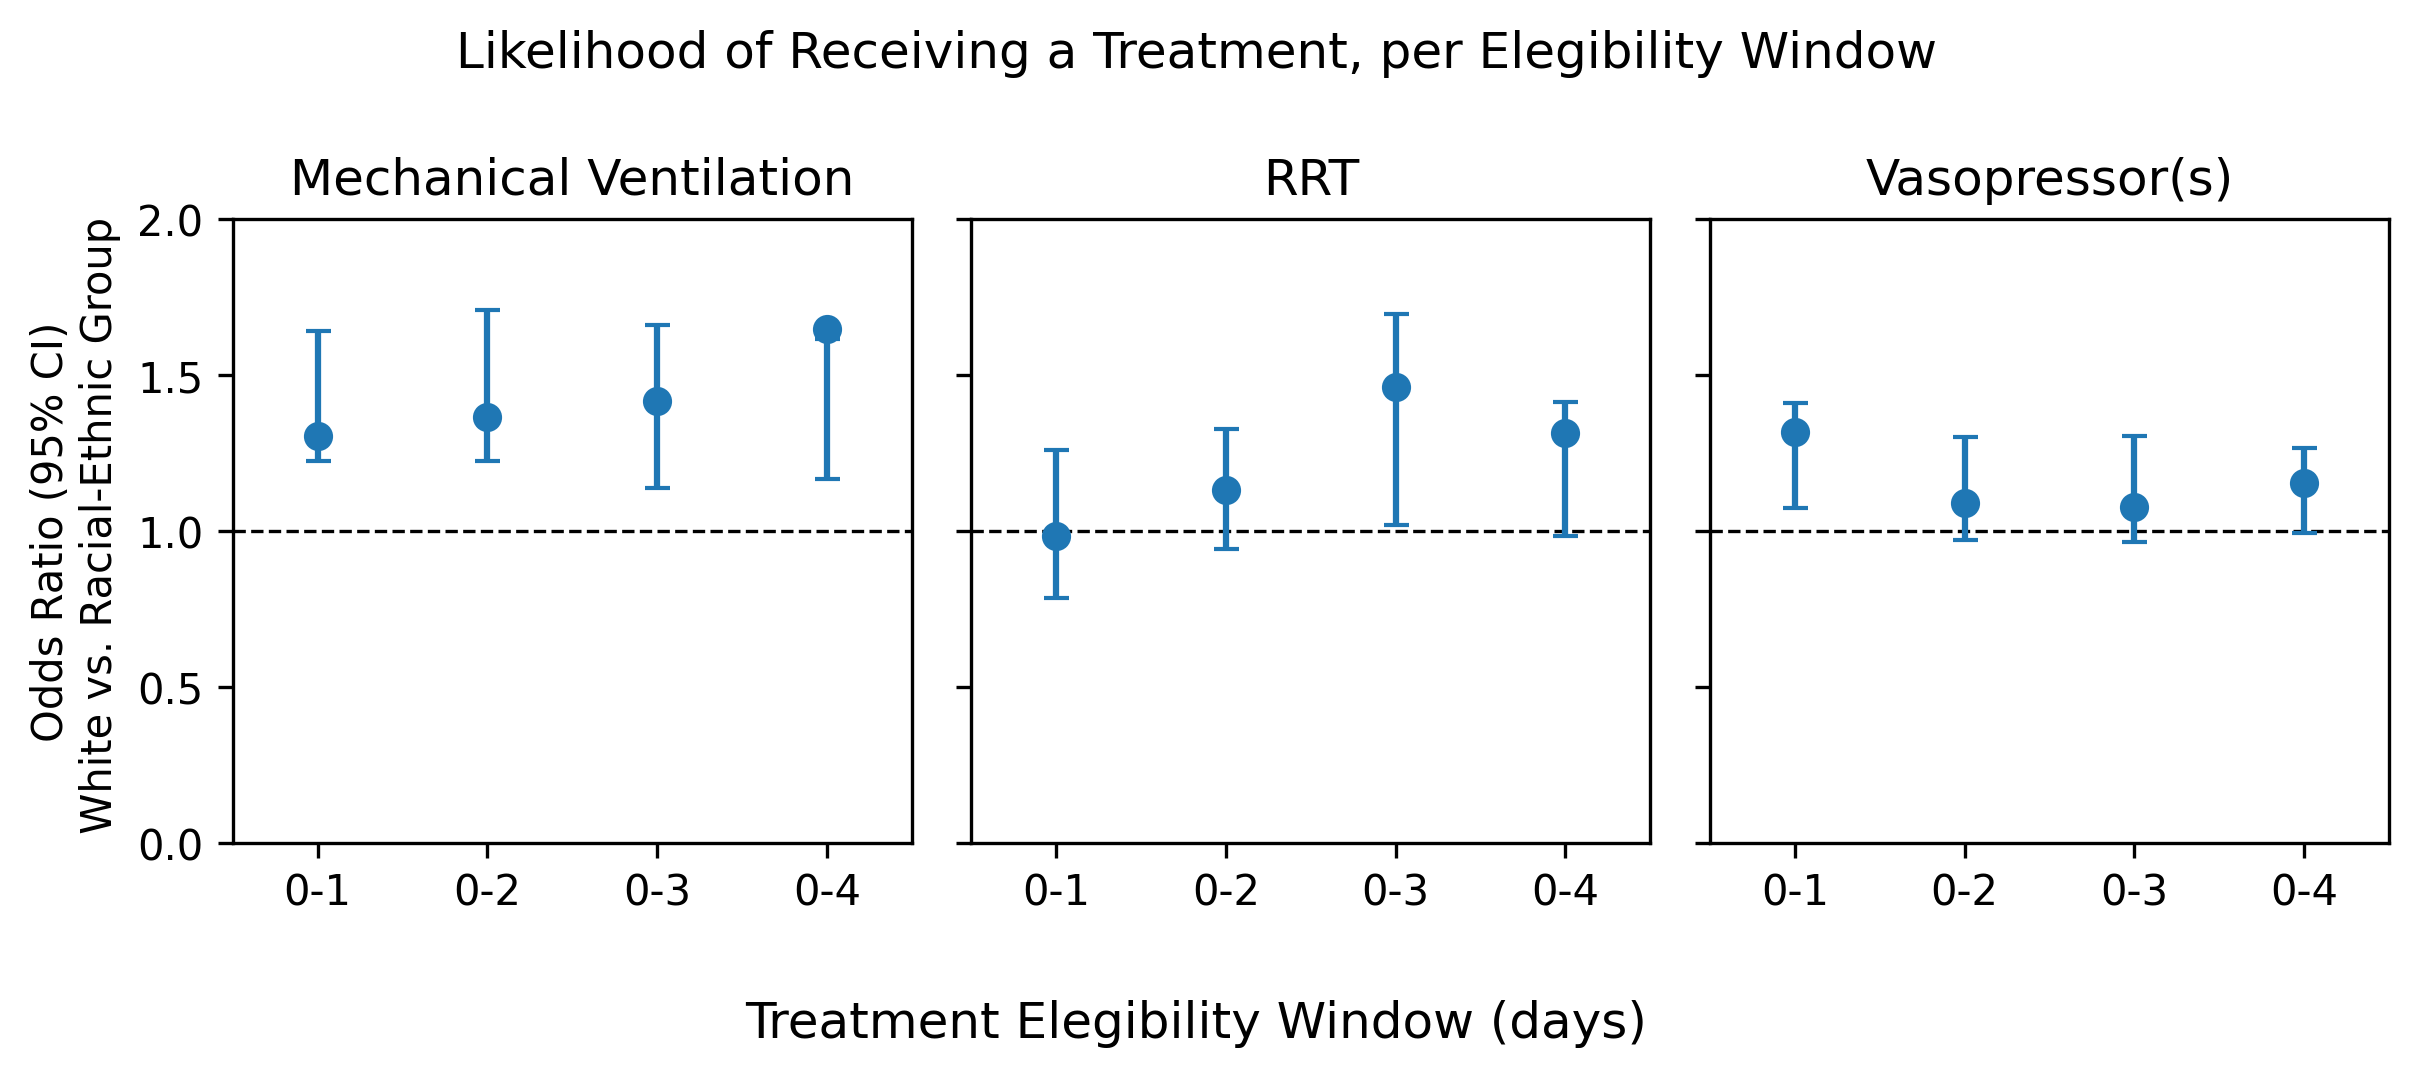 Likelihood of Receiving a Treatment, per Elegibility Window
Mechanical Ventilation
RRT
Vasopressor(s)
Odds Ratio (95% CI)
White vs. Racial-Ethnic Group
2.0
1.5
1.0
0.5
0.0
0-1 0-2 0-3 0-4
0-1 0-2 0-3 0-4
0-1 0-2 0-3 0-4
Treatment Elegibility Window (days)